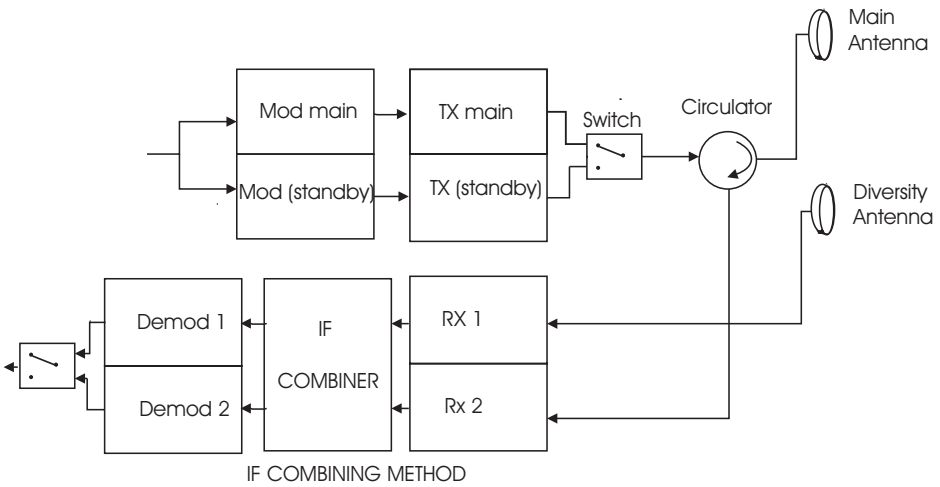 Main
Antenna
Circulator
Switch
Mod main
TX main
Mod (standby)
TX (standby)
Diversity
Antenna
Demod 1
IF
COMBINER
RX 1
Demod 2
Rx 2
IF COMBINING METHOD